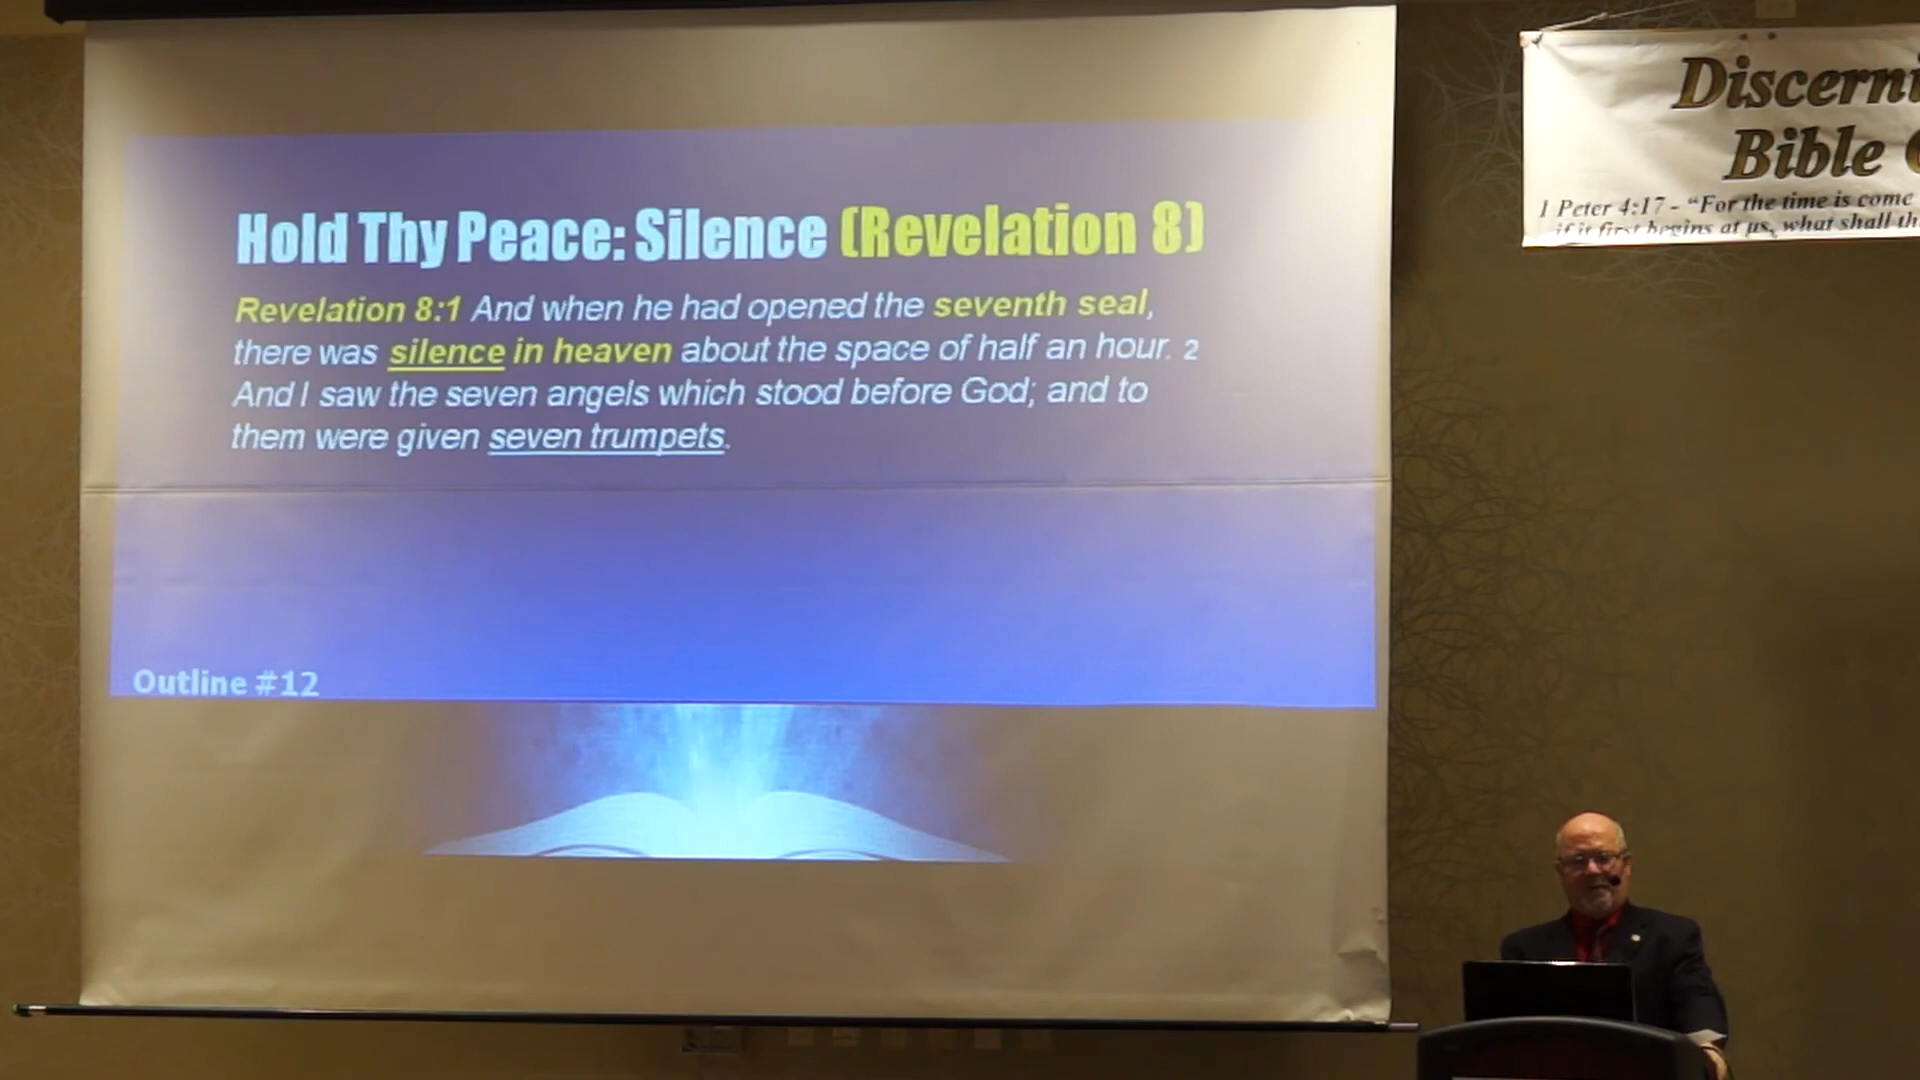 Hold Thy Peace: Silence (Revelation 8)
Revelation 8:1 And when he had opened the seventh seal,
there was silence in heaven about the space of half an hour. 2
And I saw the seven angels which stood before God; and to
them were given seven trumpets.
Outline #12
Discerni
Bible
1 Peter 4:17 - "For the time is come
if it first begins at us, what shall th